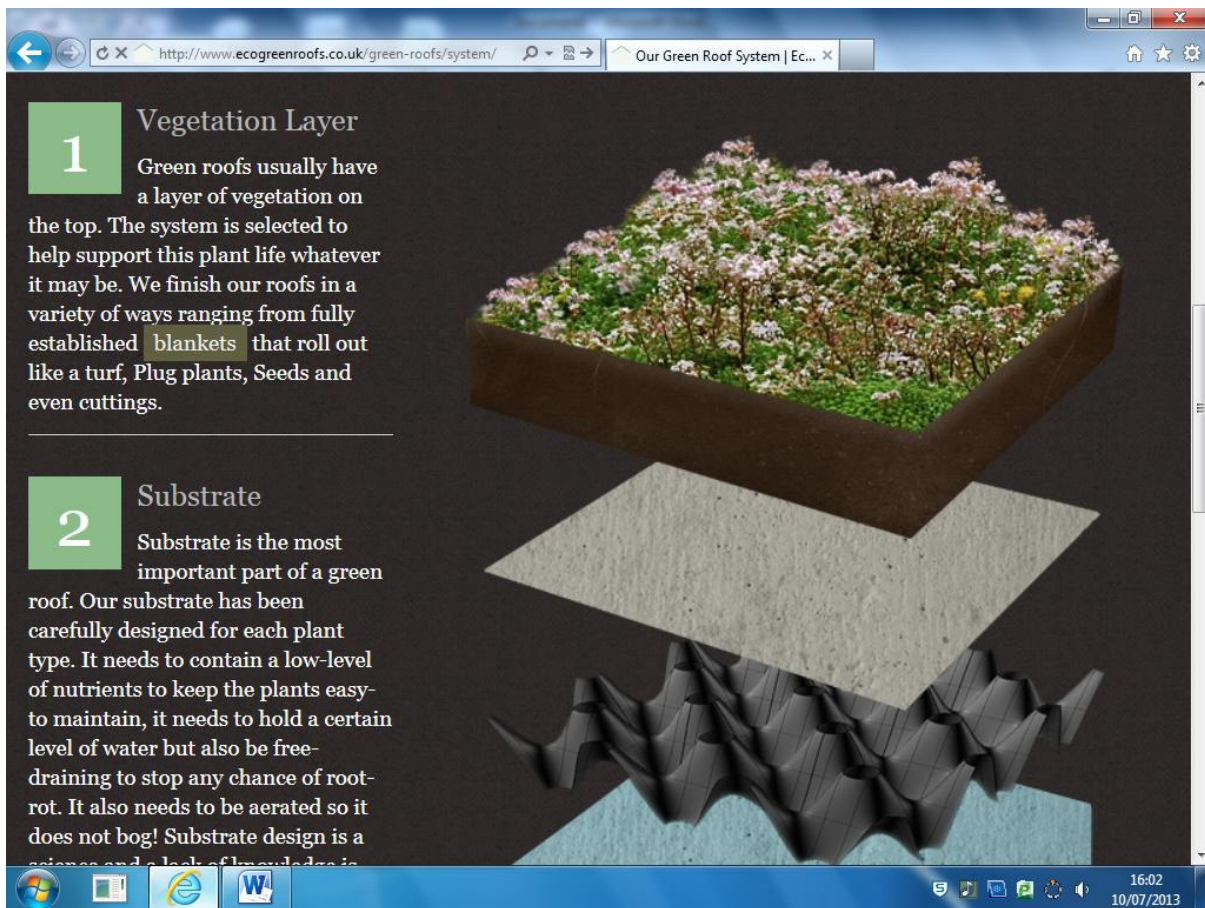 http://www.ecogreenroofs.co.uk/green-roofs/system/
Our Green Roof System | Ec...
1
Vegetation Layer
Green roofs usually have
a layer of vegetation on
the top. The system is selected to
help support this plant life whatever
it may be. We finish our roofs in a
variety of ways ranging from fully
established blankets that roll out
like a turf, Plug plants, Seeds and
even cuttings.
2
Substrate
Substrate is the most
important part of a green
roof. Our substrate has been
carefully designed for each plant
type. It needs to contain a low-level
of nutrients to keep the plants easy-
to maintain, it needs to hold a certain
level of water but also be free-
draining to stop any chance of root-
rot. It also needs to be aerated so it
does not bog! Substrate design is a
science and a lack of knowledge is
16:02
10/07/2013